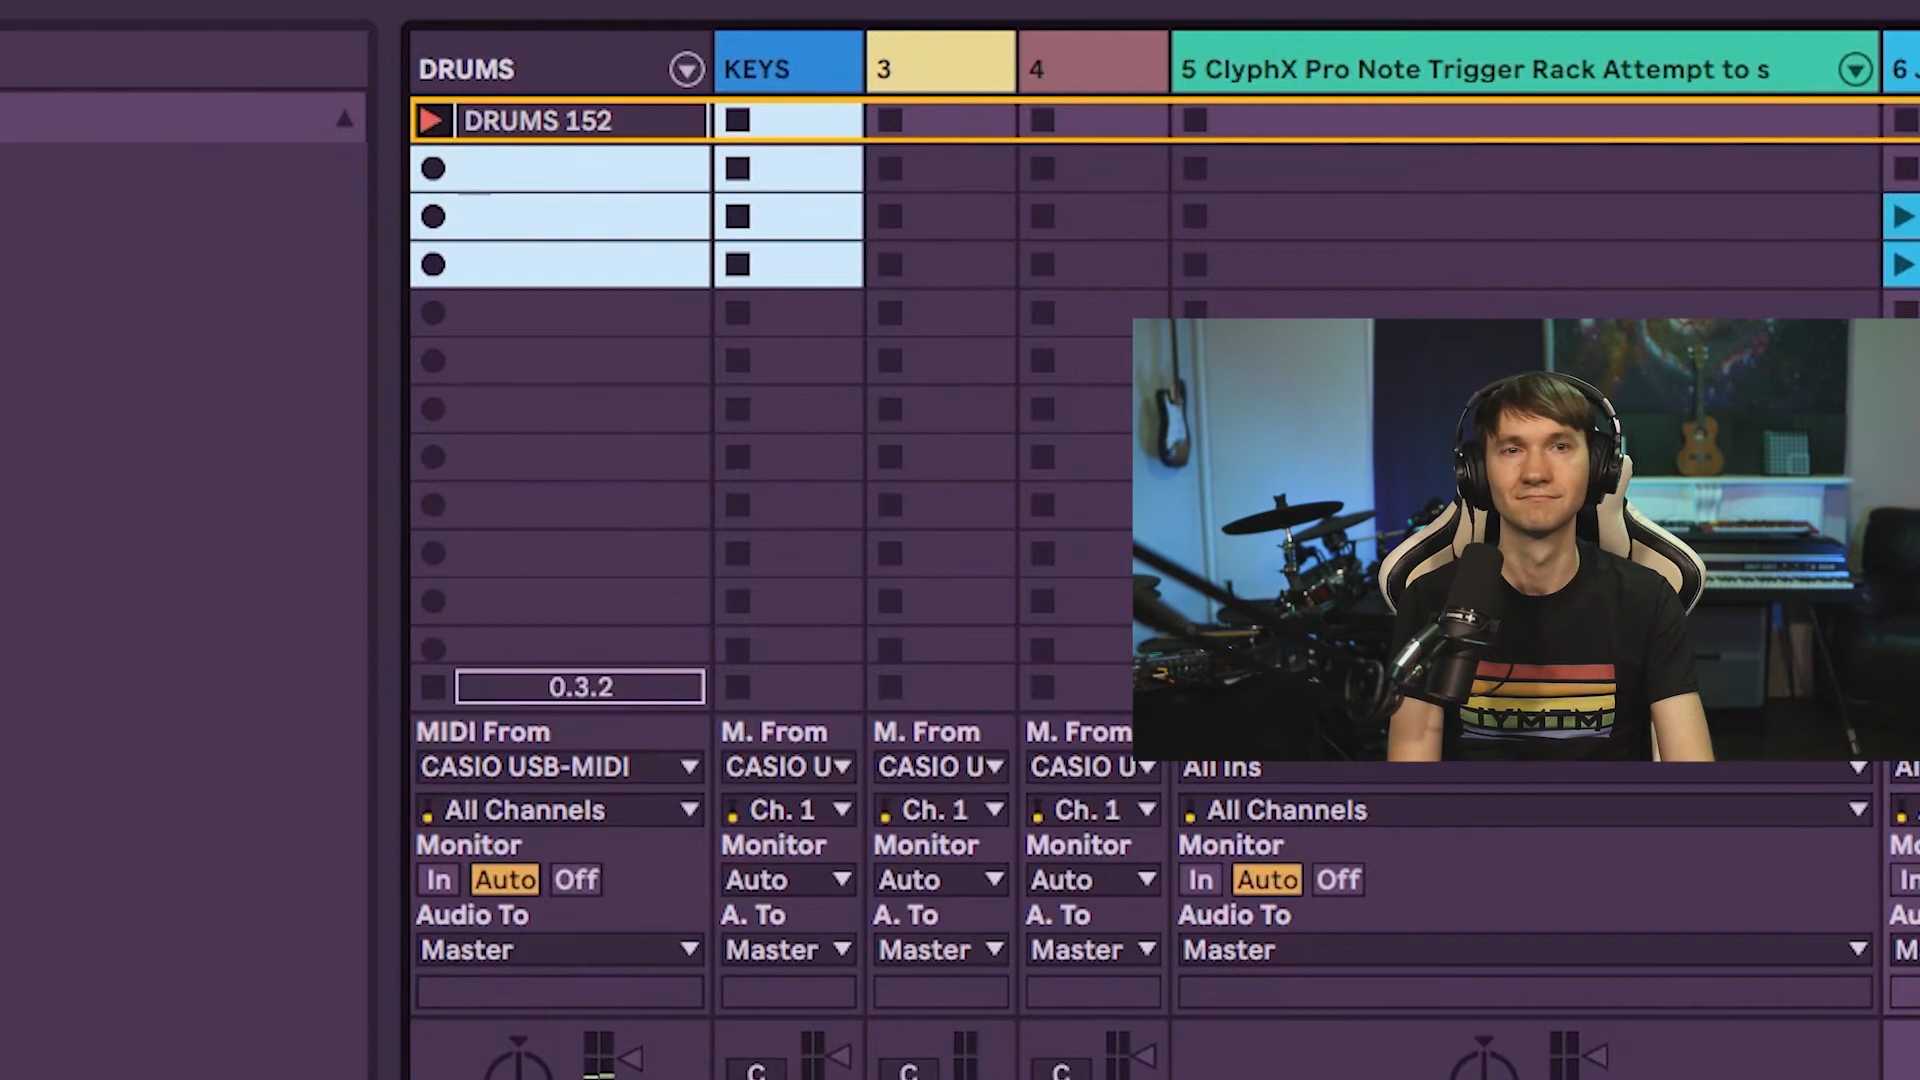 DRUMS
KEYS
3
4
5 ClyphX Pro Note Trigger Rack Attempt to s
6
DRUMS 152
0.3.2
MIDI From
M. From
M. From
M. From
CASIO USB-MIDI
CASIO U
CASIO U
CASIO U
All Ins
All Channels
Ch. 1
Ch. 1
Ch. 1
All Channels
Monitor
Monitor
Monitor
Monitor
Monitor
In Auto Off
Auto
Auto
Auto
In Auto Off
Audio To
A. To
A. To
A. To
Audio To
Master
Master
Master
Master
Master
C
C
C